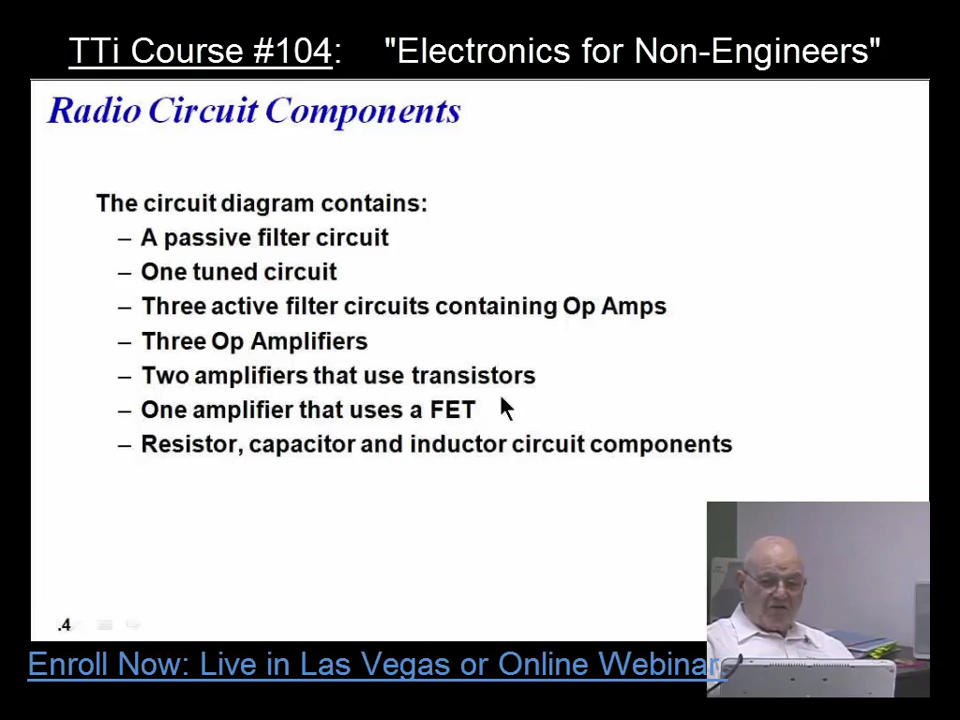 TTi Course #104:    "Electronics for Non-Engineers"
Radio Circuit Components
The circuit diagram contains:
– A passive filter circuit
– One tuned circuit
– Three active filter circuits containing Op Amps
– Three Op Amplifiers
– Two amplifiers that use transistors
– One amplifier that uses a FET
– Resistor, capacitor and inductor circuit components
.4
Enroll Now: Live in Las Vegas or Online Webinar